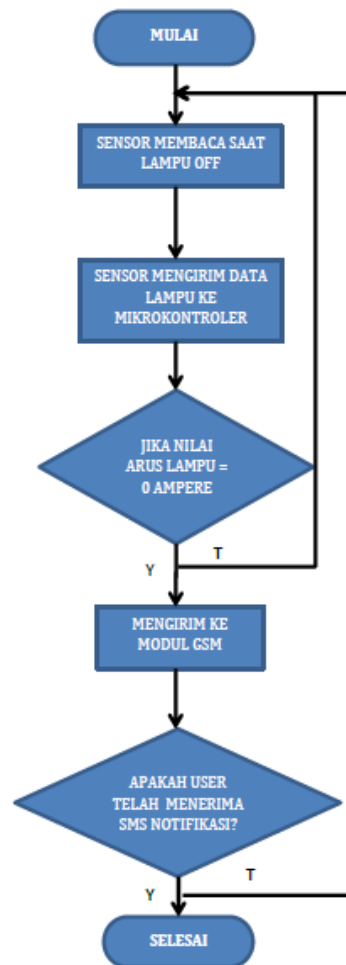 MULAI
SENSOR MEMBACA SAAT
LAMPU OFF
SENSOR MENGIRIM DATA
LAMPU KE
MIKROKONTROLER
JIKA NILAI
ARUS LAMPU =
0 AMPERE
T
Y
MENGIRIM KE
MODUL GSM
APAKAH USER
TELAH MENERIMA
SMS NOTIFIKASI?
T
Y
SELESAI